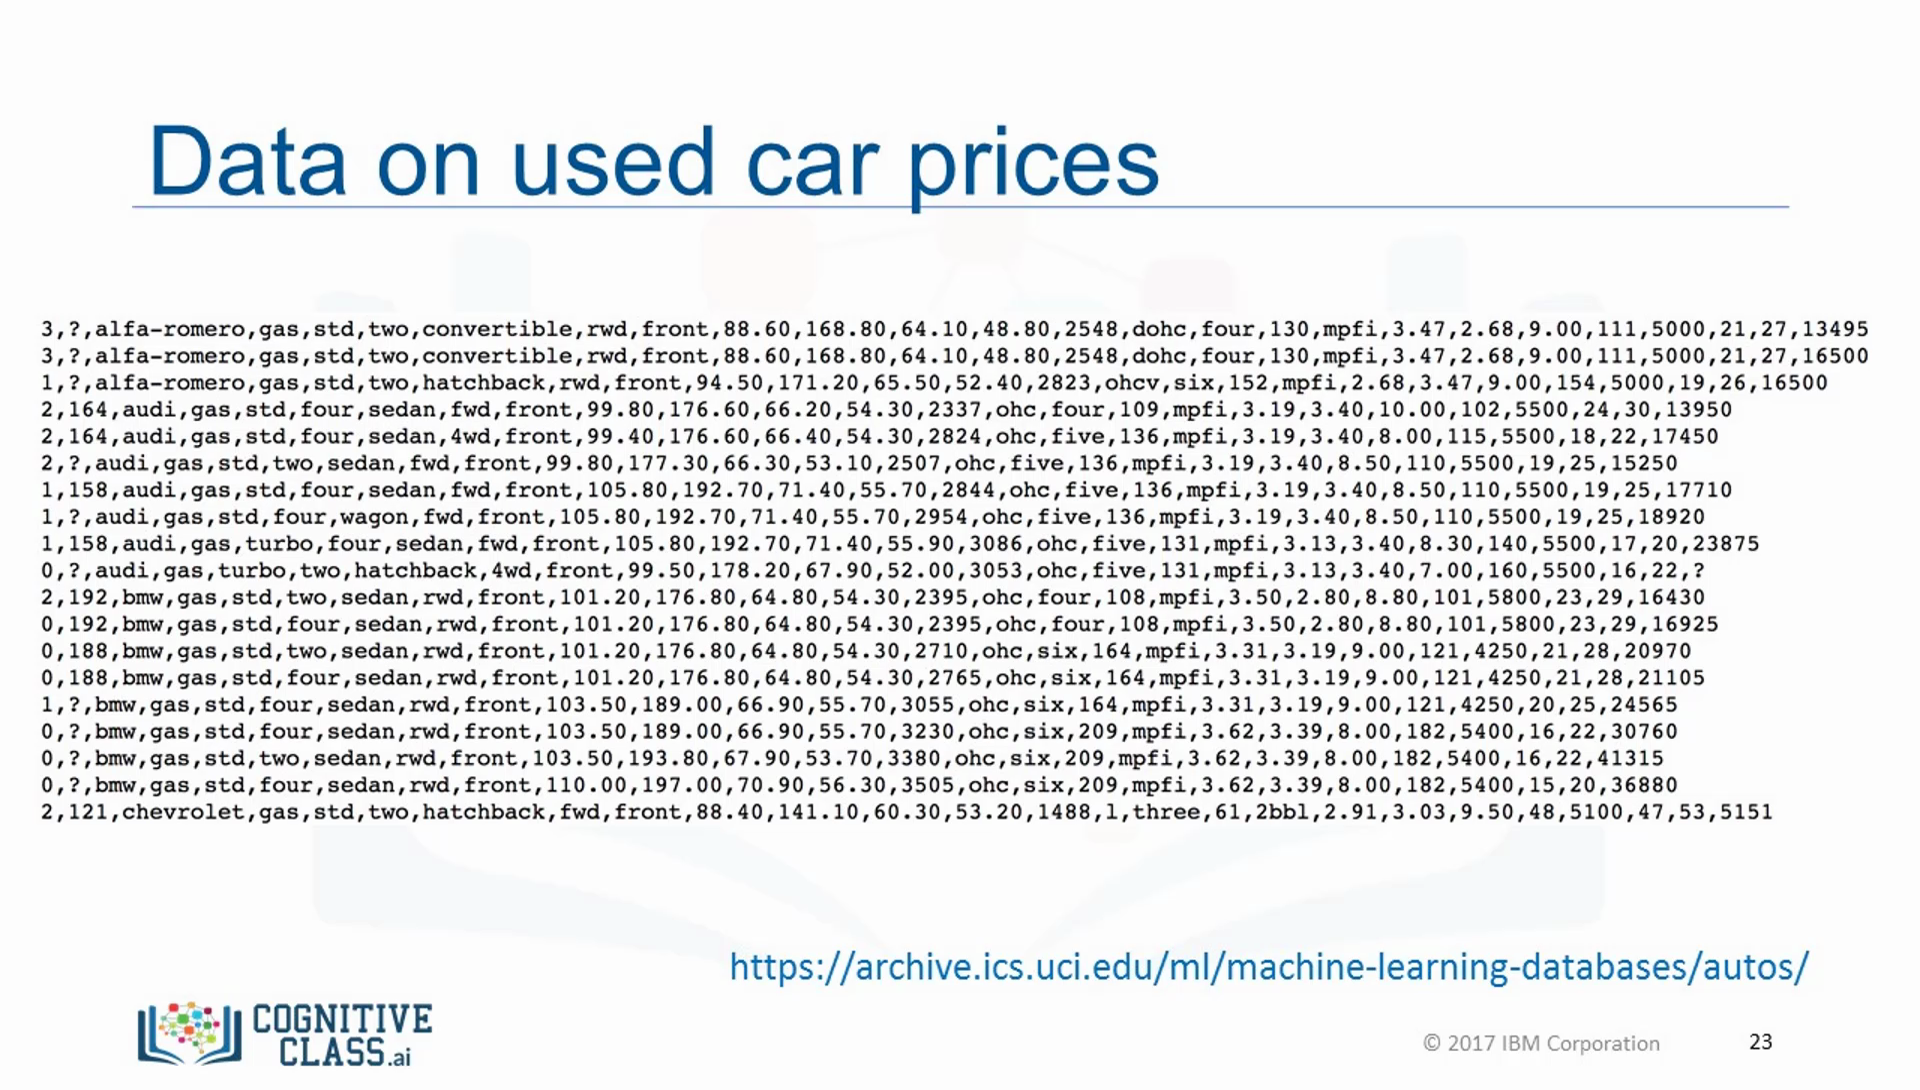 Data on used car prices
3,?,alfa-romero,gas,std,two,convertible,rwd,front,88.60,168.80,64.10,48.80,2548,dohc,four,130,mpfi,3.47,2.68,9.00,111,5000,21,27,13495
3,?,alfa-romero,gas,std,two,convertible,rwd,front,88.60,168.80,64.10,48.80,2548,dohc,four,130,mpfi,3.47,2.68,9.00,111,5000,21,27,16500
1,?,alfa-romero,gas,std,two,hatchback,rwd,front,94.50,171.20,65.50,52.40,2823,ohcv,six,152,mpfi,2.68,3.47,9.00,154,5000,19,26,16500
2,164,audi,gas,std,four,sedan,fwd,front,99.80,176.60,66.20,54.30,2337,ohc,four,109,mpfi,3.19,3.40,10.00,102,5500,24,30,13950
2,164,audi,gas,std,four,sedan,4wd,front,99.40,176.60,66.40,54.30,2824,ohc,five,136,mpfi,3.19,3.40,8.00,115,5500,18,22,17450
2,?,audi,gas,std,two,sedan,fwd,front,99.80,177.30,66.30,53.10,2507,ohc,five,136,mpfi,3.19,3.40,8.50,110,5500,19,25,15250
1,158,audi,gas,std,four,sedan,fwd,front,105.80,192.70,71.40,55.70,2844,ohc,five,136,mpfi,3.19,3.40,8.50,110,5500,19,25,17710
1,?,audi,gas,std,four,wagon,fwd,front,105.80,192.70,71.40,55.70,2954,ohc,five,136,mpfi,3.19,3.40,8.50,110,5500,19,25,18920
1,158,audi,gas,turbo,four,sedan,fwd,front,105.80,192.70,71.40,55.90,3086,ohc,five,131,mpfi,3.13,3.40,8.30,140,5500,17,20,23875
0,?,audi,gas,turbo,two,hatchback,4wd,front,99.50,178.20,67.90,52.00,3053,ohc,five,131,mpfi,3.13,3.40,7.00,160,5500,16,22,?
2,192,bmw,gas,std,two,sedan,rwd,front,101.20,176.80,64.80,54.30,2395,ohc,four,108,mpfi,3.50,2.80,8.80,101,5800,23,29,16430
0,192,bmw,gas,std,four,sedan,rwd,front,101.20,176.80,64.80,54.30,2395,ohc,four,108,mpfi,3.50,2.80,8.80,101,5800,23,29,16925
0,188,bmw,gas,std,two,sedan,rwd,front,101.20,176.80,64.80,54.30,2710,ohc,six,164,mpfi,3.31,3.19,9.00,121,4250,21,28,20970
0,188,bmw,gas,std,four,sedan,rwd,front,101.20,176.80,64.80,54.30,2765,ohc,six,164,mpfi,3.31,3.19,9.00,121,4250,21,28,21105
1,?,bmw,gas,std,four,sedan,rwd,front,103.50,189.00,66.90,55.70,3055,ohc,six,164,mpfi,3.31,3.19,9.00,121,4250,20,25,24565
0,?,bmw,gas,std,four,sedan,rwd,front,103.50,189.00,66.90,55.70,3230,ohc,six,209,mpfi,3.62,3.39,8.00,182,5400,16,22,30760
0,?,bmw,gas,std,two,sedan,rwd,front,103.50,193.80,67.90,53.70,3380,ohc,six,209,mpfi,3.62,3.39,8.00,182,5400,16,22,41315
0,?,bmw,gas,std,four,sedan,rwd,front,110.00,197.00,70.90,56.30,3505,ohc,six,209,mpfi,3.62,3.39,8.00,182,5400,15,20,36880
2,121,chevrolet,gas,std,two,hatchback,fwd,front,88.40,141.10,60.30,53.20,1488,l,three,61,2bbl,2.91,3.03,9.50,48,5100,47,53,5151
https://archive.ics.uci.edu/ml/machine-learning-databases/autos/
COGNITIVE
CLASS.ai
© 2017 IBM Corporation
23